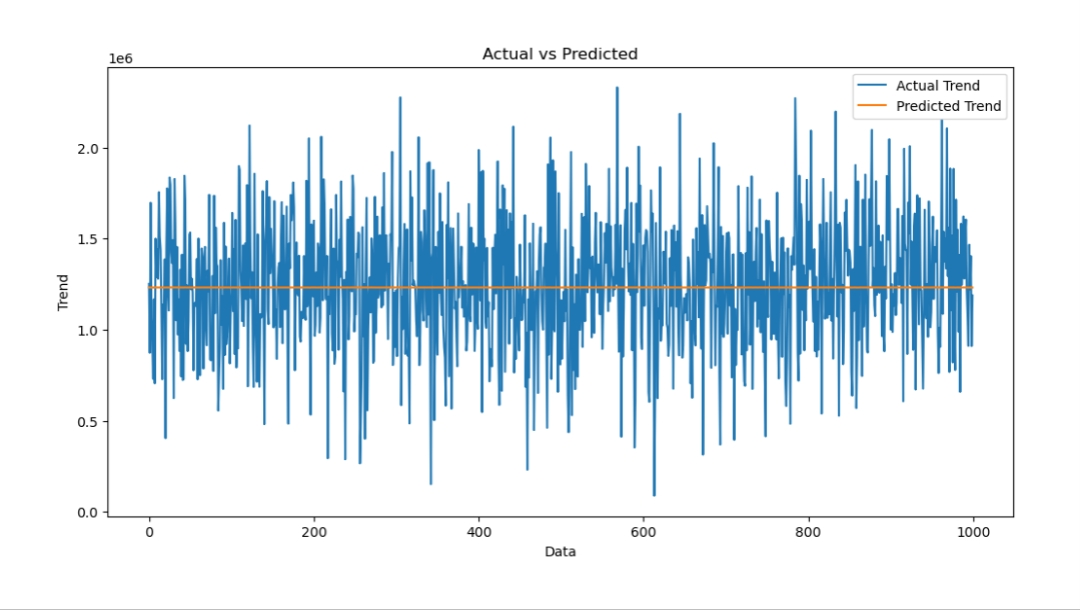 Actual vs Predicted
1e6
Actual Trend
Predicted Trend
2.0
1.5
1.0
0.5
0.0
Trend
0 200 400 600 800 1000
Data